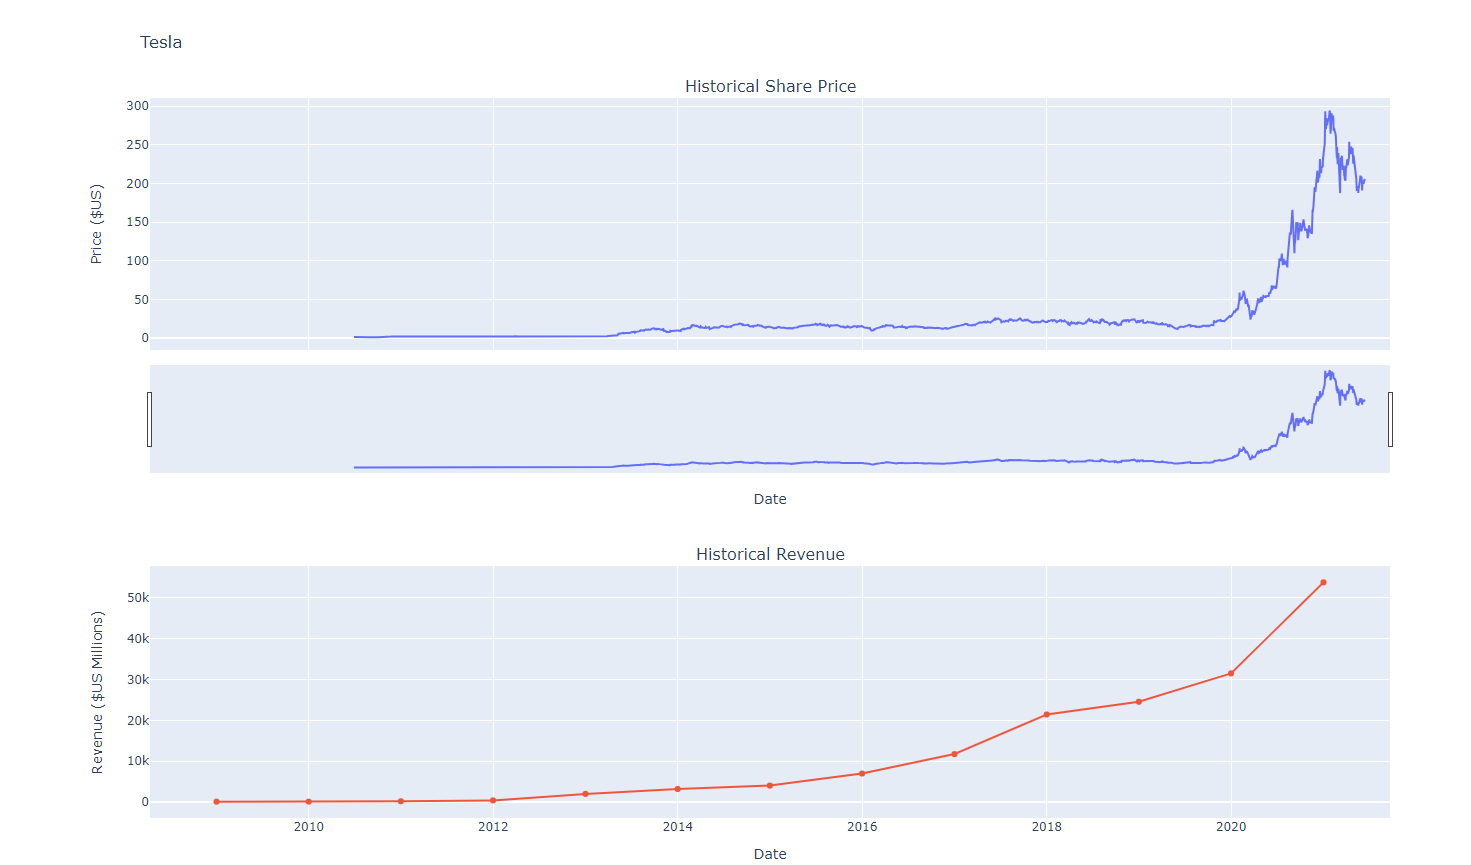 Tesla
Historical Share Price
Price ($US)
300
250
200
150
100
50
0
Date
Historical Revenue
Revenue ($US Millions)
50k
40k
30k
20k
10k
0
2010 2012 2014 2016 2018 2020
Date